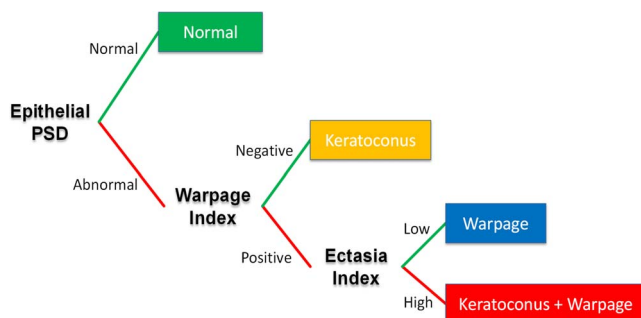 Normal
Normal
Epithelial
PSD
Abnormal
Negative
Keratoconus
Warpage
Index
Positive
Ectasia
Index
Low
Warpage
High
Keratoconus + Warpage